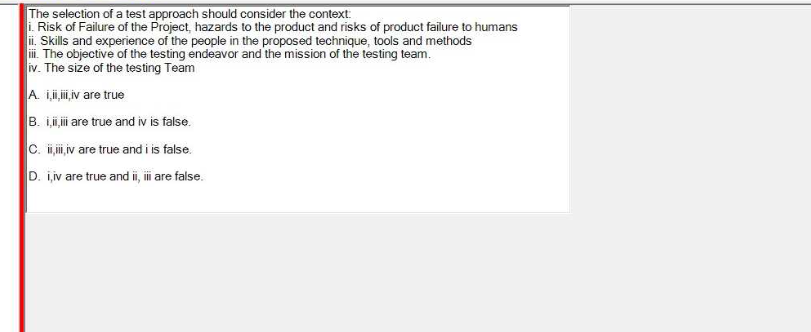 The selection of a test approach should consider the context:
i. Risk of Failure of the Project, hazards to the product and risks of product failure to humans
ii. Skills and experience of the people in the proposed technique, tools and methods
iii. The objective of the testing endeavor and the mission of the testing team.
iv. The size of the testing Team
A. i,ii,iii,iv are true
B. i,ii,iii are true and iv is false.
C. ii,iii,iv are true and i is false.
D. i,iv are true and ii, iii are false.